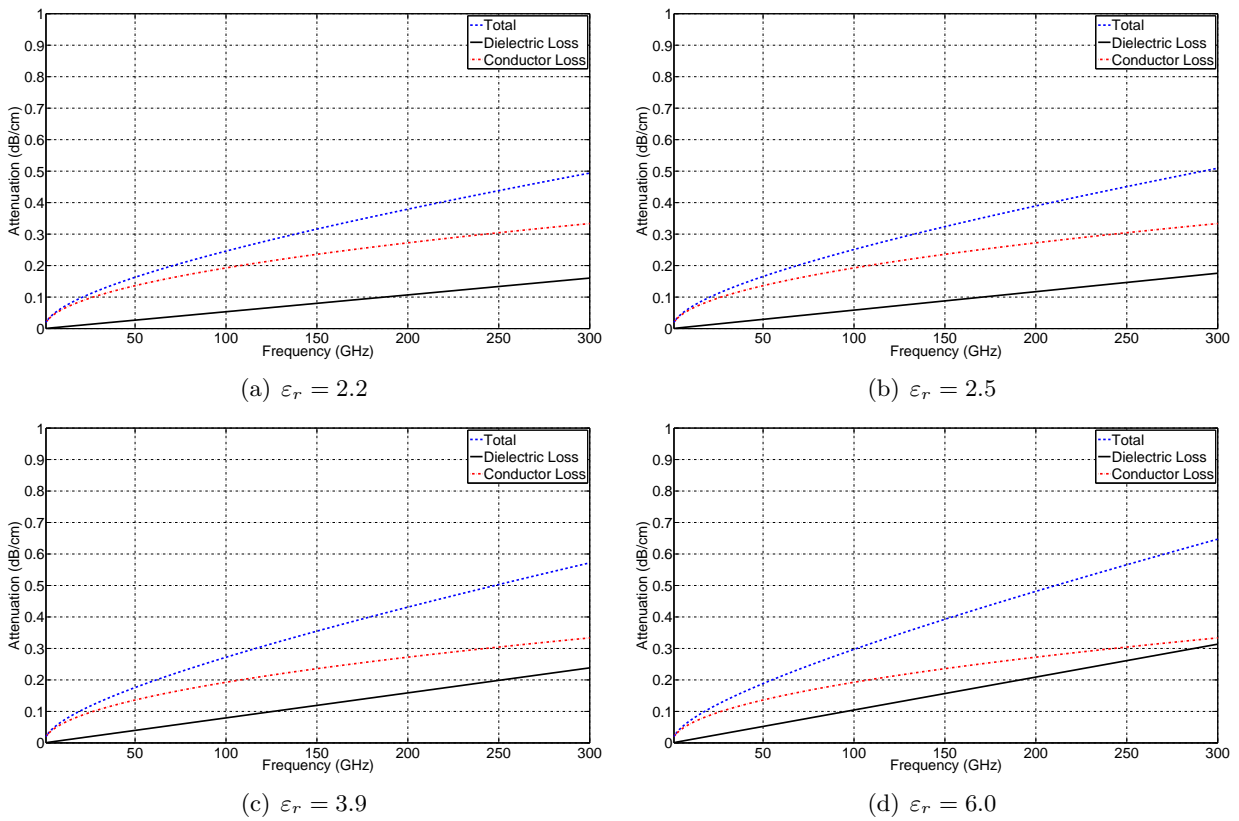 1
0.9
0.8
0.7
0.6
0.5
0.4
0.3
0.2
0.1
0
Attenuation (dB/cm)
Total
Dielectric Loss
Conductor Loss
50 100 150 200 250 300
Frequency (GHz)
(a) εr = 2.2
1
0.9
0.8
0.7
0.6
0.5
0.4
0.3
0.2
0.1
0
Attenuation (dB/cm)
Total
Dielectric Loss
Conductor Loss
50 100 150 200 250 300
Frequency (GHz)
(b) εr = 2.5
1
0.9
0.8
0.7
0.6
0.5
0.4
0.3
0.2
0.1
0
Attenuation (dB/cm)
Total
Dielectric Loss
Conductor Loss
50 100 150 200 250 300
Frequency (GHz)
(c) εr = 3.9
1
0.9
0.8
0.7
0.6
0.5
0.4
0.3
0.2
0.1
0
Attenuation (dB/cm)
Total
Dielectric Loss
Conductor Loss
50 100 150 200 250 300
Frequency (GHz)
(d) εr = 6.0